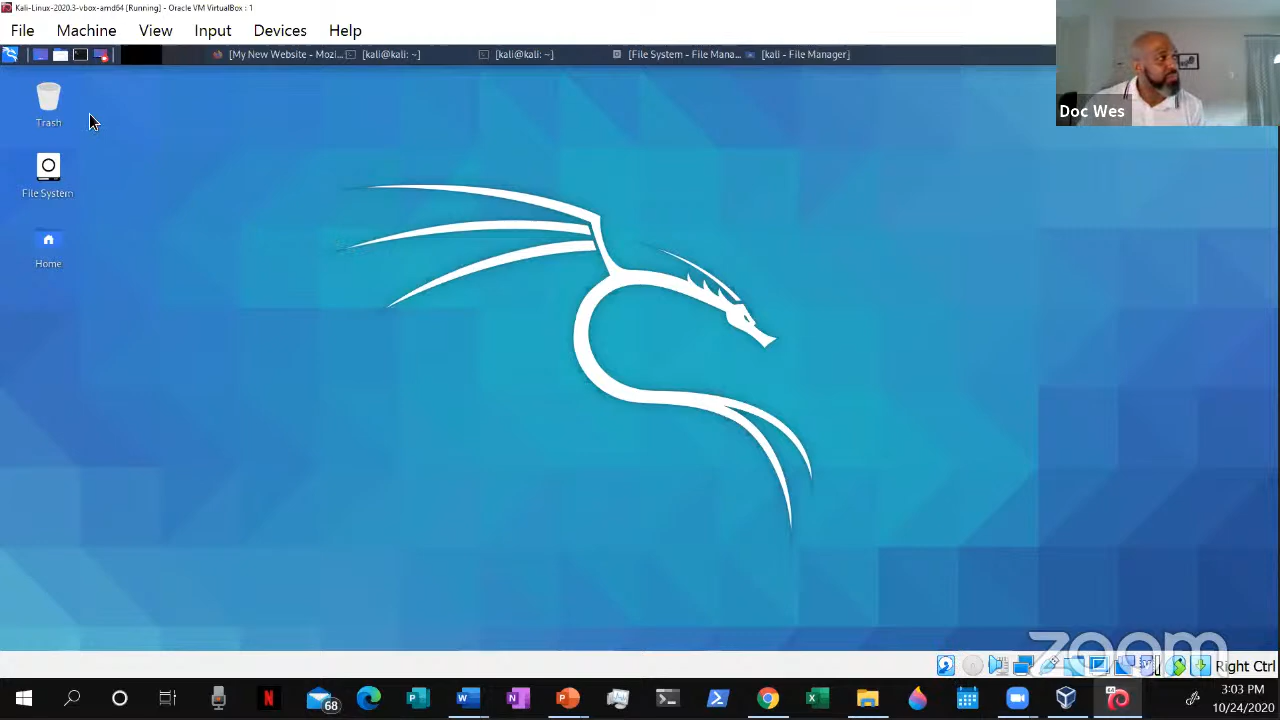 Kali-Linux-2020.3-vbox-amd64 [Running] - Oracle VM VirtualBox : 1
File Machine View Input Devices Help
[My New Website - Mozi... [kali@kali: ~] [kali@kali: ~] [File System - File Mana... [kali - File Manager]
Doc Wes
Trash
File System
Home
zoom
Right Ctrl
68
3:03 PM
10/24/2020